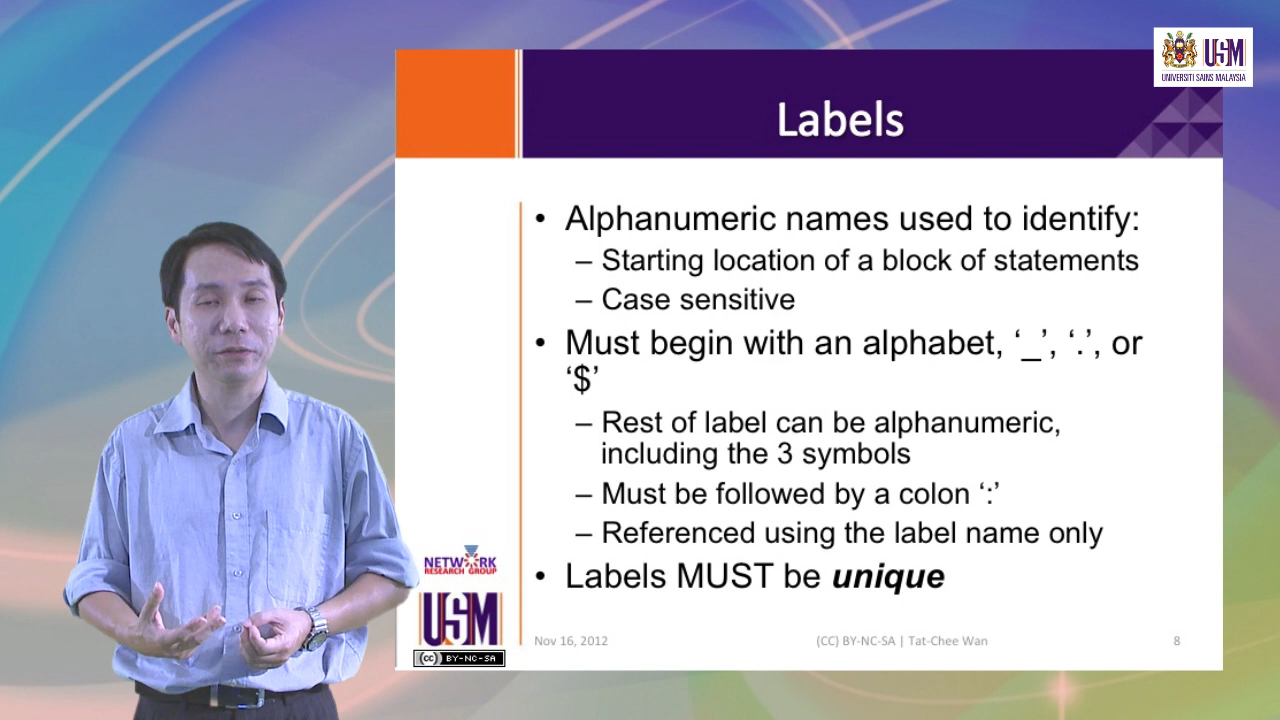 USM
UNIVERSITI SAINS MALAYSIA
Labels
• Alphanumeric names used to identify:
– Starting location of a block of statements
– Case sensitive
• Must begin with an alphabet, ‘_’, ‘.’, or
‘$’
– Rest of label can be alphanumeric,
including the 3 symbols
– Must be followed by a colon ‘:’
– Referenced using the label name only
• Labels MUST be unique
NETWORK
RESEARCH GROUP
USM
cc BY-NC-SA
Nov 16, 2012
(CC) BY-NC-SA | Tat-Chee Wan
8